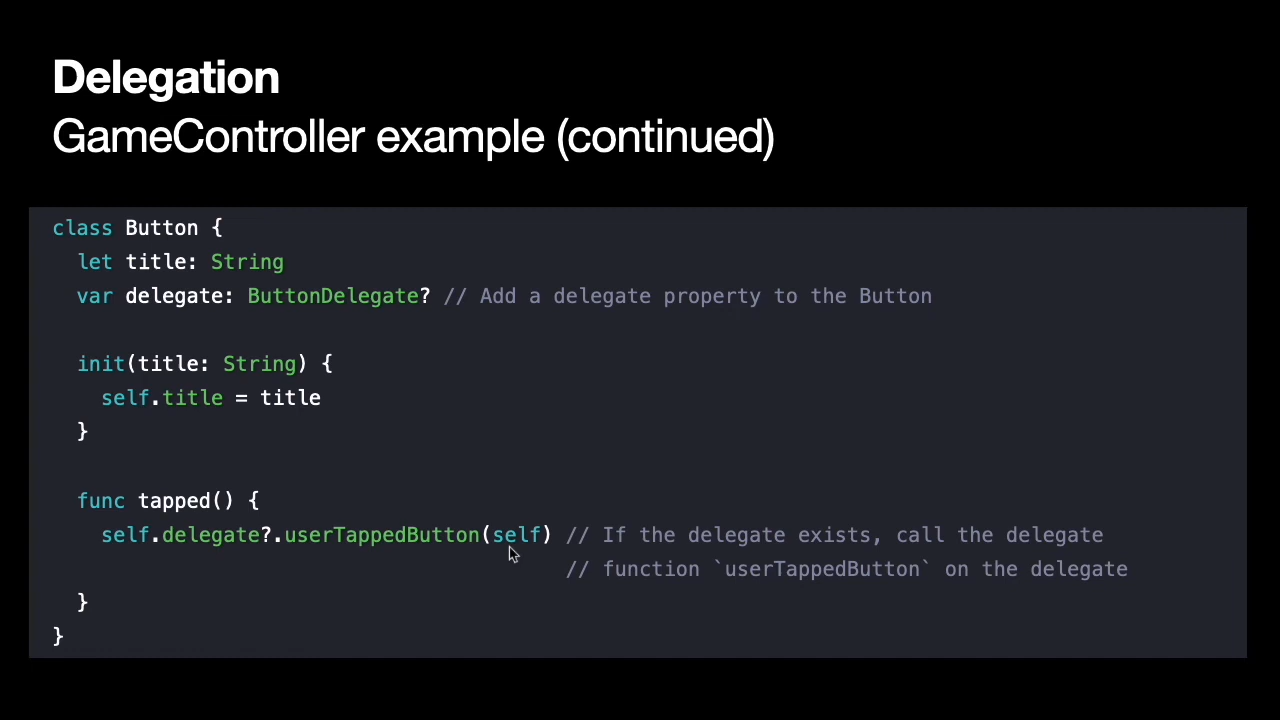 Delegation
GameController example (continued)
class Button {
  let title: String
  var delegate: ButtonDelegate? // Add a delegate property to the Button

  init(title: String) {
    self.title = title
  }

  func tapped() {
    self.delegate?.userTappedButton(self) // If the delegate exists, call the delegate
                                          // function `userTappedButton` on the delegate
  }
}